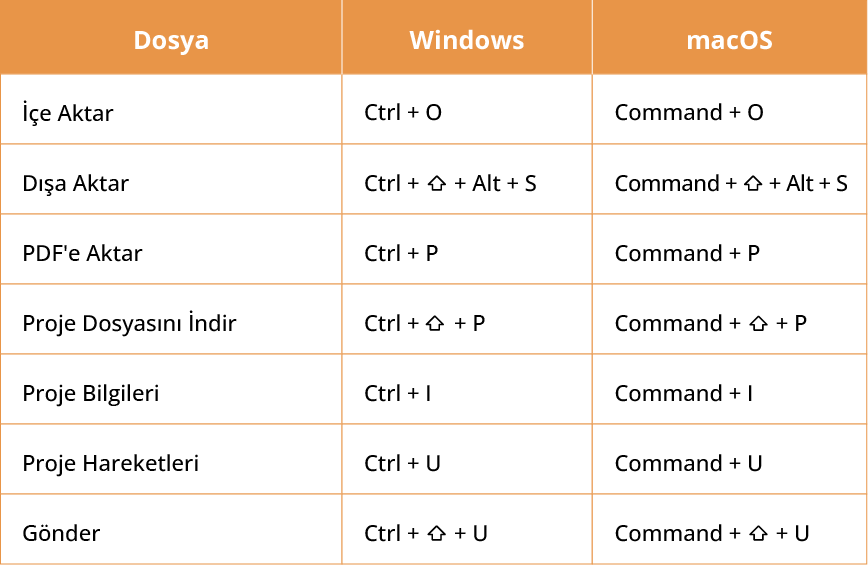 Dosya Windows macOS
İçe Aktar Ctrl + O Command + O
Dışa Aktar Ctrl + ⇧ + Alt + S Command + ⇧ + Alt + S
PDF'e Aktar Ctrl + P Command + P
Proje Dosyasını İndir Ctrl + ⇧ + P Command + ⇧ + P
Proje Bilgileri Ctrl + I Command + I
Proje Hareketleri Ctrl + U Command + U
Gönder Ctrl + ⇧ + U Command + ⇧ + U